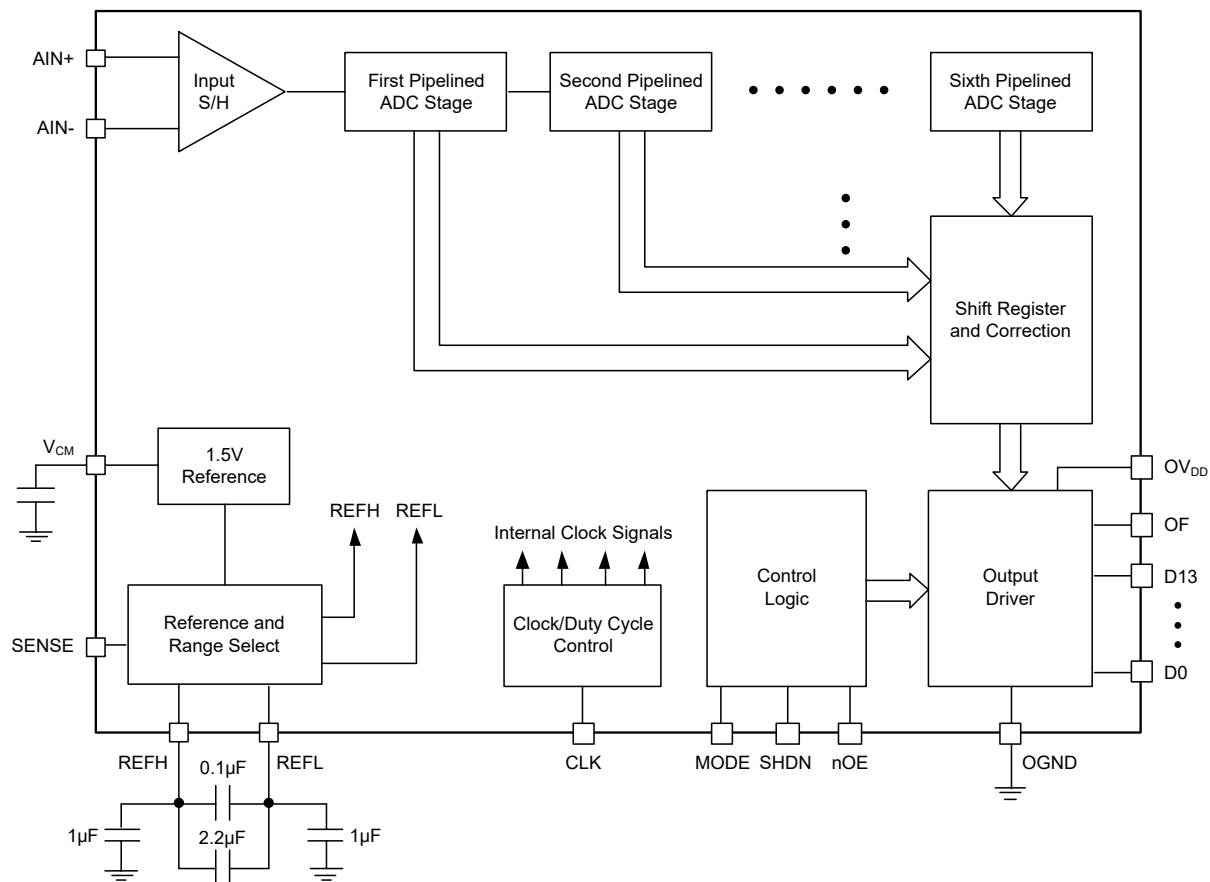 AIN+
AIN-
Input
S/H
First Pipelined
ADC Stage
Second Pipelined
ADC Stage
Sixth Pipelined
ADC Stage
Shift Register
and Correction
VCM
1.5V
Reference
REFH
REFL
Internal Clock Signals
SENSE
Reference and
Range Select
Clock/Duty Cycle
Control
Control
Logic
Output
Driver
OVDD
OF
D13
D0
REFH
REFL
CLK
MODE
SHDN
nOE
OGND
0.1µF
1µF
2.2µF
1µF